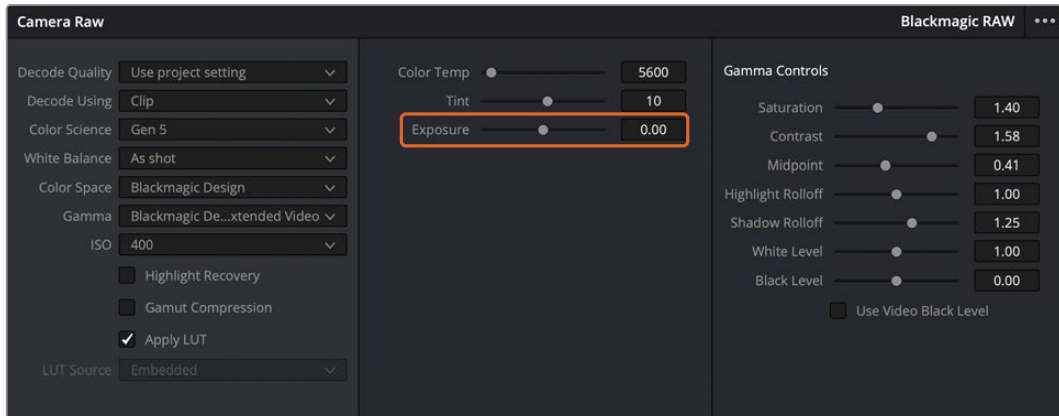 Camera Raw
Blackmagic RAW
Decode Quality Use project setting
Decode Using Clip
Color Science Gen 5
White Balance As shot
Color Space Blackmagic Design
Gamma Blackmagic De...xtended Video
ISO 400
Highlight Recovery
Gamut Compression
Apply LUT
LUT Source Embedded
Color Temp 5600
Tint 10
Exposure 0.00
Gamma Controls
Saturation 1.40
Contrast 1.58
Midpoint 0.41
Highlight Rolloff 1.00
Shadow Rolloff 1.25
White Level 1.00
Black Level 0.00
Use Video Black Level